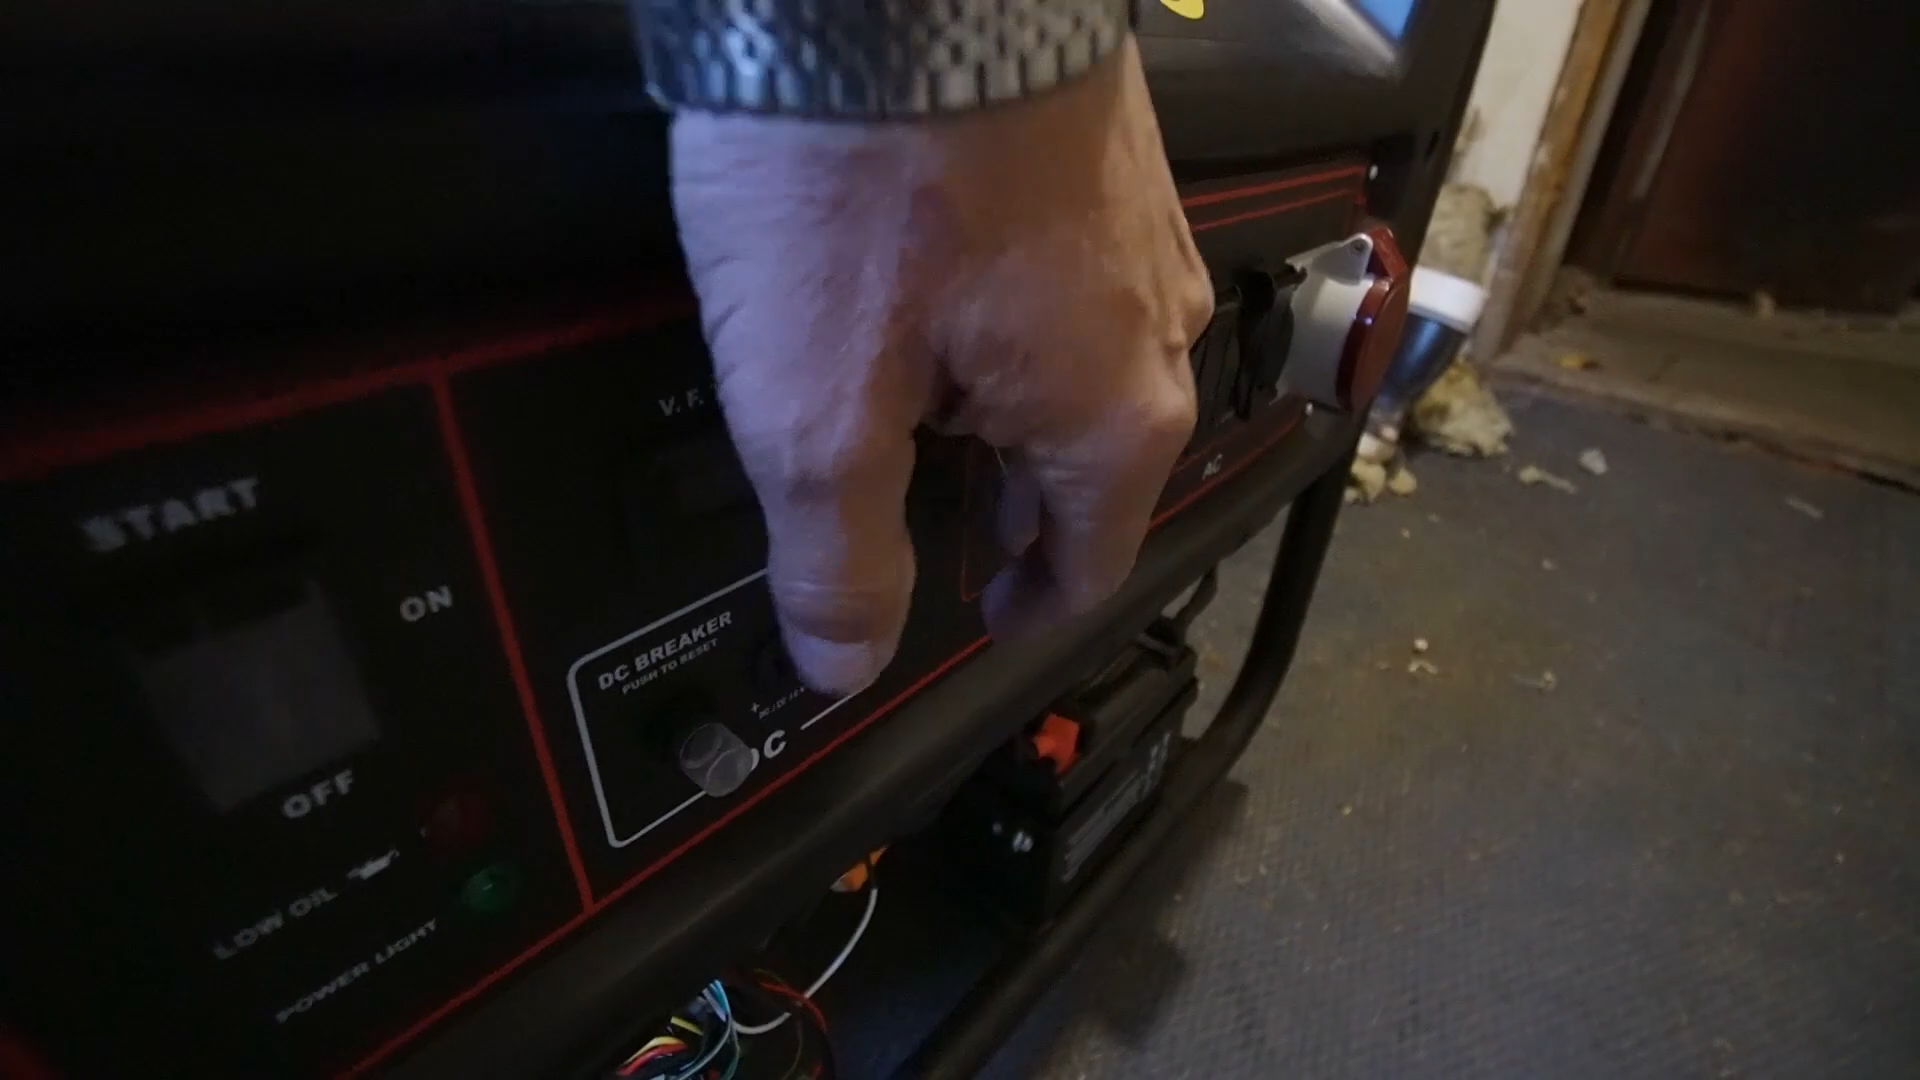 START
ON
OFF
LOW OIL
POWER LIGHT
V.F.
DC BREAKER
PUSH TO RESET
+
DC
AC